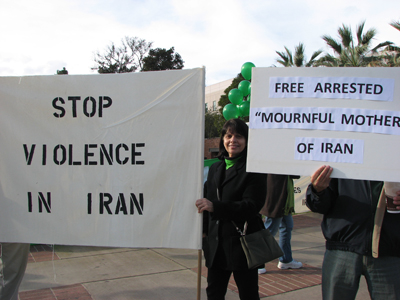 STOP
VIOLENCE
IN IRAN
FREE ARRESTED
"MOURNFUL MOTHER
OF IRAN